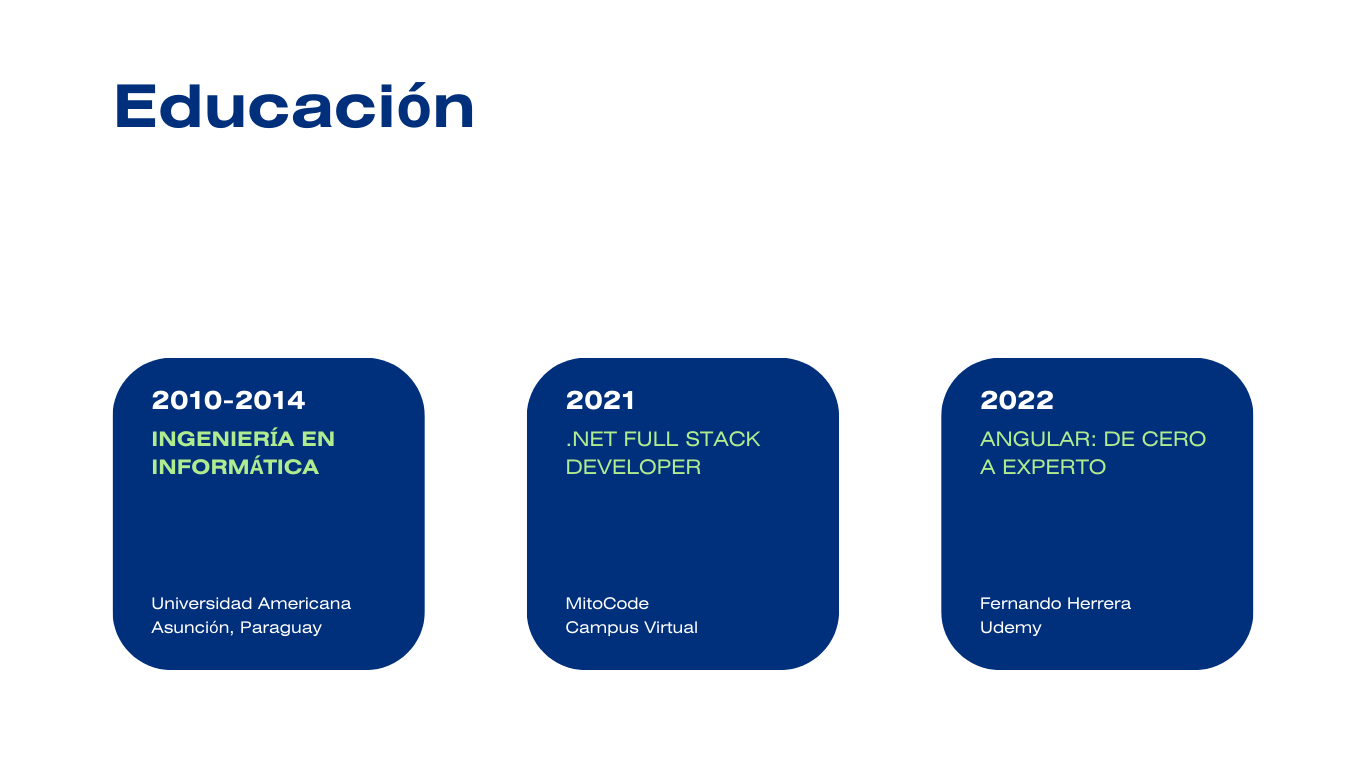 Educación
2010-2014
INGENIERÍA EN
INFORMÁTICA
Universidad Americana
Asunción, Paraguay
2021
.NET FULL STACK
DEVELOPER
MitoCode
Campus Virtual
2022
ANGULAR: DE CERO
A EXPERTO
Fernando Herrera
Udemy